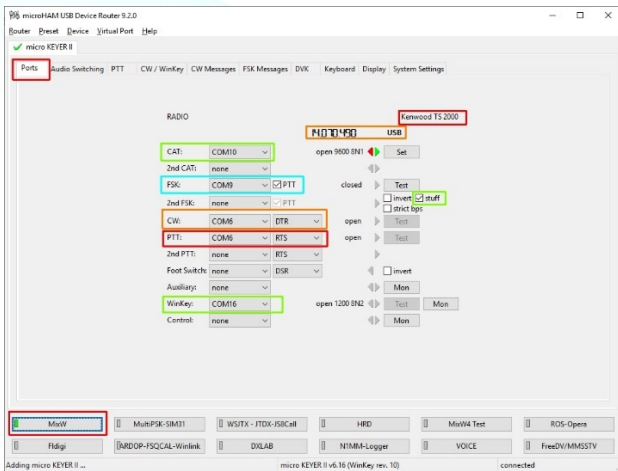 microHAM USB Device Router 9.2.0
Router Preset Device Virtual Port Help
micro KEYER II
Ports Audio Switching PTT CW / WinKey CW Messages FSK Messages DVK Keyboard Display System Settings
RADIO Kenwood TS 2000
14.070.490 USB
CAT: COM10 open 9600 8N1 Set
2nd CAT: none
FSK: COM9 PTT closed Test
invert stuff
2nd FSK: none PTT
strict bps
CW: COM6 DTR open Test
PTT: COM6 RTS open Test
2nd PTT: none RTS
Foot Switch: none DSR invert
Auxiliary: none Mon
WinKey: COM16 open 1200 8N2 Test Mon
Control: none Mon
MixW MultiPSK-SIM31 WSJTX - JTDX-JS8Call HRD MixW4 Test ROS-Opera
Fldigi ARDOP-FSQCAL-Winlink DXLAB N1MM-Logger VOICE FreeDV/MMSSTV
Adding micro KEYER II ... micro KEYER II v6.16 (WinKey rev. 10) connected